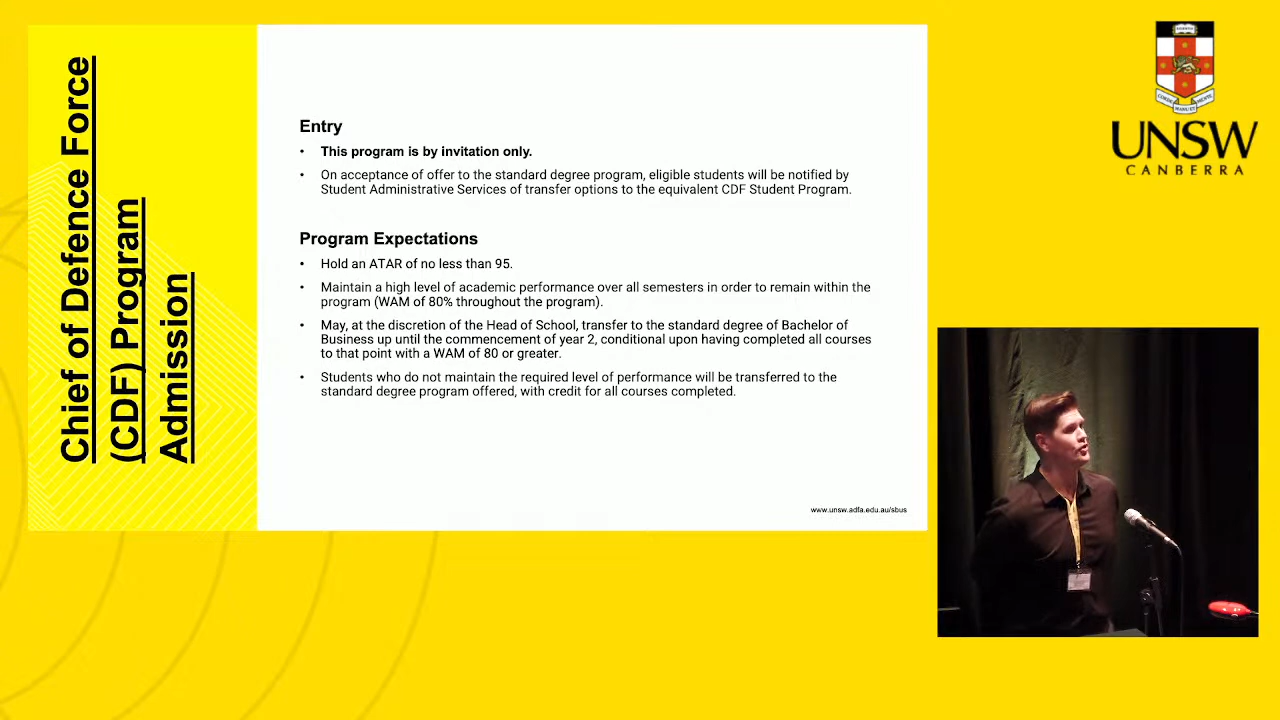 Chief of Defence Force
(CDF) Program
Admission
Entry
• This program is by invitation only.
• On acceptance of offer to the standard degree program, eligible students will be notified by
Student Administrative Services of transfer options to the equivalent CDF Student Program.
Program Expectations
• Hold an ATAR of no less than 95.
• Maintain a high level of academic performance over all semesters in order to remain within the
program (WAM of 80% throughout the program).
• May, at the discretion of the Head of School, transfer to the standard degree of Bachelor of
Business up until the commencement of year 2, conditional upon having completed all courses
to that point with a WAM of 80 or greater.
• Students who do not maintain the required level of performance will be transferred to the
standard degree program offered, with credit for all courses completed.
www.unsw.adfa.edu.au/sbus
UNSW
CANBERRA